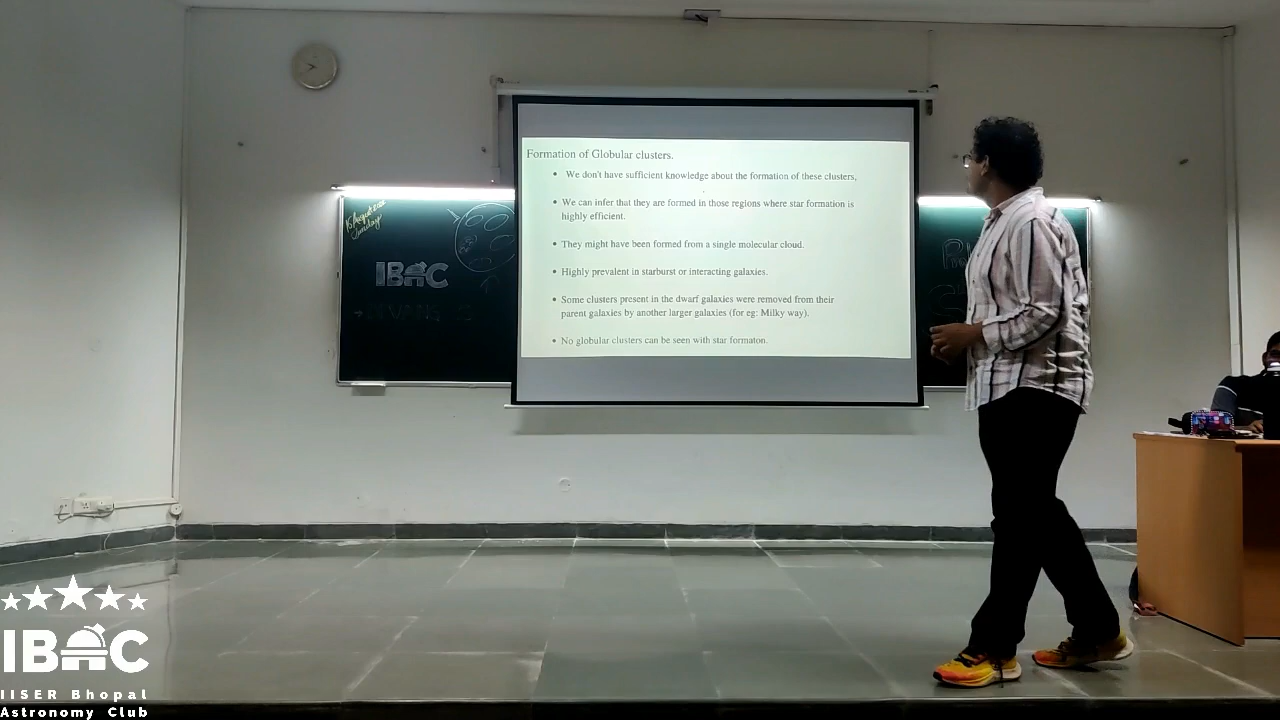 Formation of Globular clusters.
• We don't have sufficient knowledge about the formation of these clusters,
• We can infer that they are formed in those regions where star formation is
highly efficient.
• They might have been formed from a single molecular cloud.
• Highly prevalent in starburst or interacting galaxies.
• Some clusters present in the dwarf galaxies were removed from their
parent galaxies by another larger galaxies (for eg: Milky way).
• No globular clusters can be seen with star formaton.
Sunday
IBAC
IBAC
IISER Bhopal
Astronomy Club